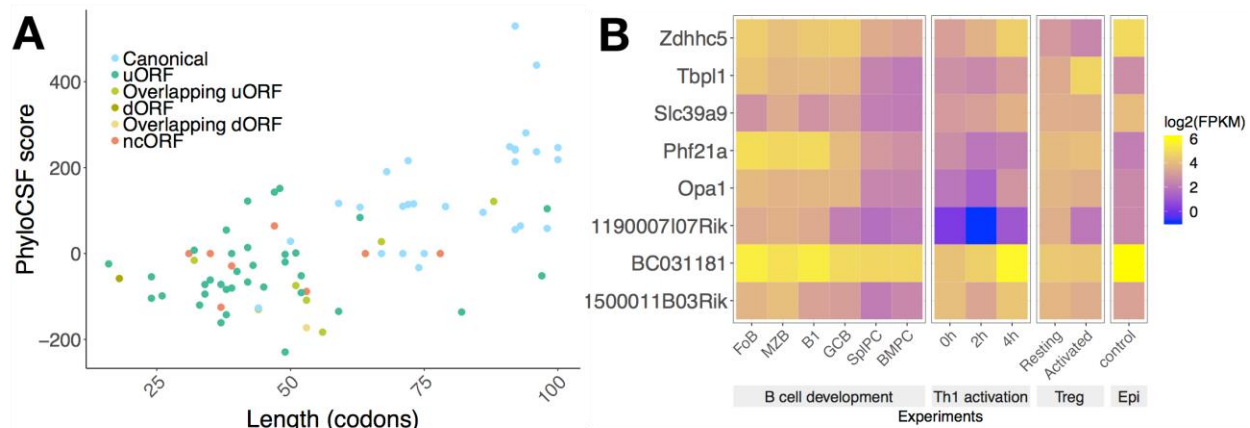 A
PhyloCSF score
400
200
0
−200
Canonical
uORF
Overlapping uORF
dORF
Overlapping dORF
ncORF
25
50
75
100
Length (codons)
B
Zdhhc5
Tbpl1
Slc39a9
Phf21a
Opa1
1190007I07Rik
BC031181
1500011B03Rik
FoB
MZB
B1
GCB
SplPC
BMPC
0h
2h
4h
Resting
Activated
control
B cell development
Th1 activation
Treg
Epi
Experiments
log2(FPKM)
6
4
2
0